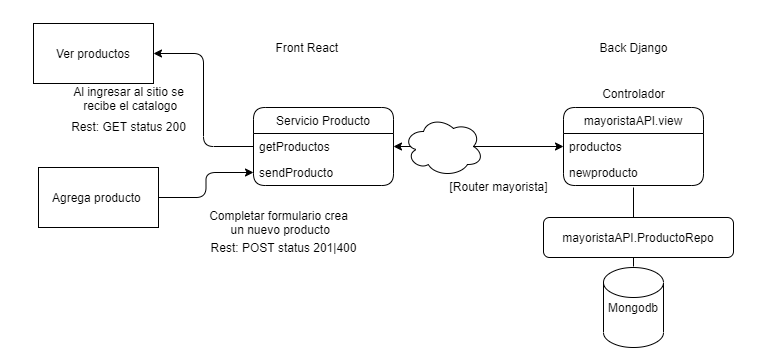 Front React
Back Django
Ver productos
Al ingresar al sitio se
recibe el catalogo
Rest: GET status 200
Controlador
Servicio Producto
getProductos
sendProducto
mayoristaAPI.view
productos
newproducto
[Router mayorista]
Agrega producto
Completar formulario crea
un nuevo producto
Rest: POST status 201|400
mayoristaAPI.ProductoRepo
Mongodb